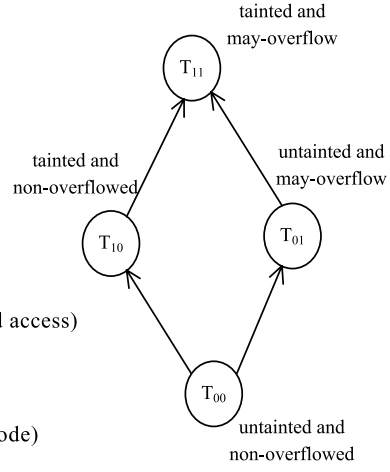 tainted and
may-overflow
T11
tainted and
non-overflowed
untainted and
may-overflow
T10
T01
access)
T00
untainted and
non-overflowed